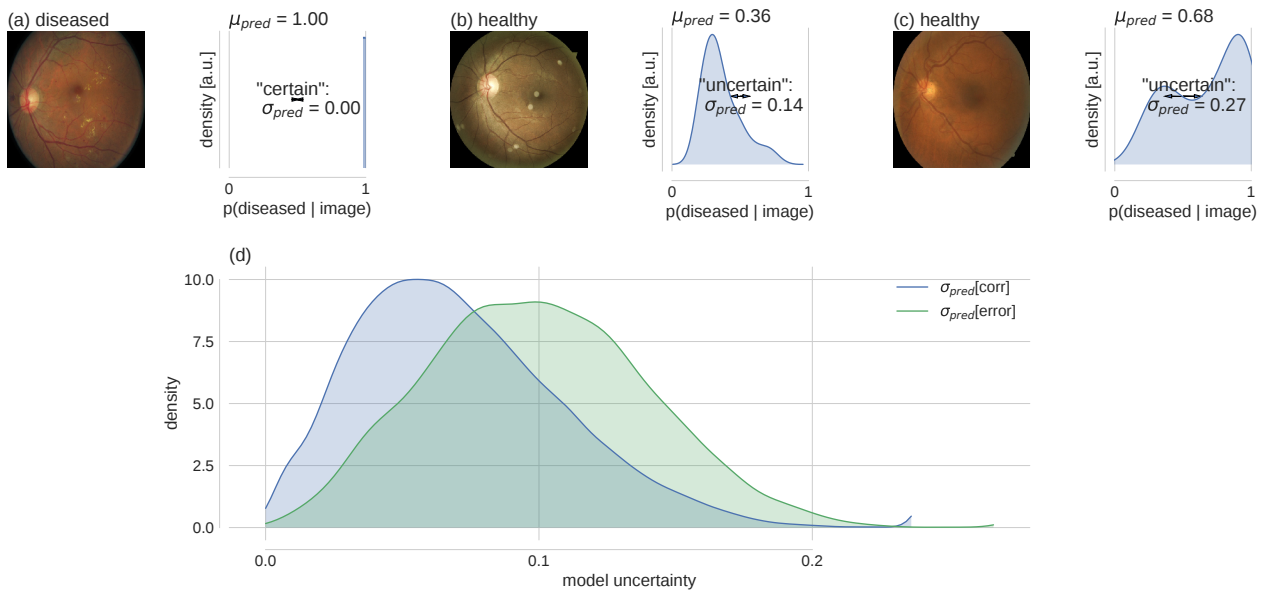 (a) diseased
μpred = 1.00
density [a.u.]
"certain":
σpred = 0.00
0 1
p(diseased | image)
(b) healthy
μpred = 0.36
density [a.u.]
"uncertain":
σpred = 0.14
0 1
p(diseased | image)
(c) healthy
μpred = 0.68
density [a.u.]
"uncertain":
σpred = 0.27
0 1
p(diseased | image)
(d)
density
10.0
7.5
5.0
2.5
0.0
σpred[corr]
σpred[error]
0.0 0.1 0.2
model uncertainty